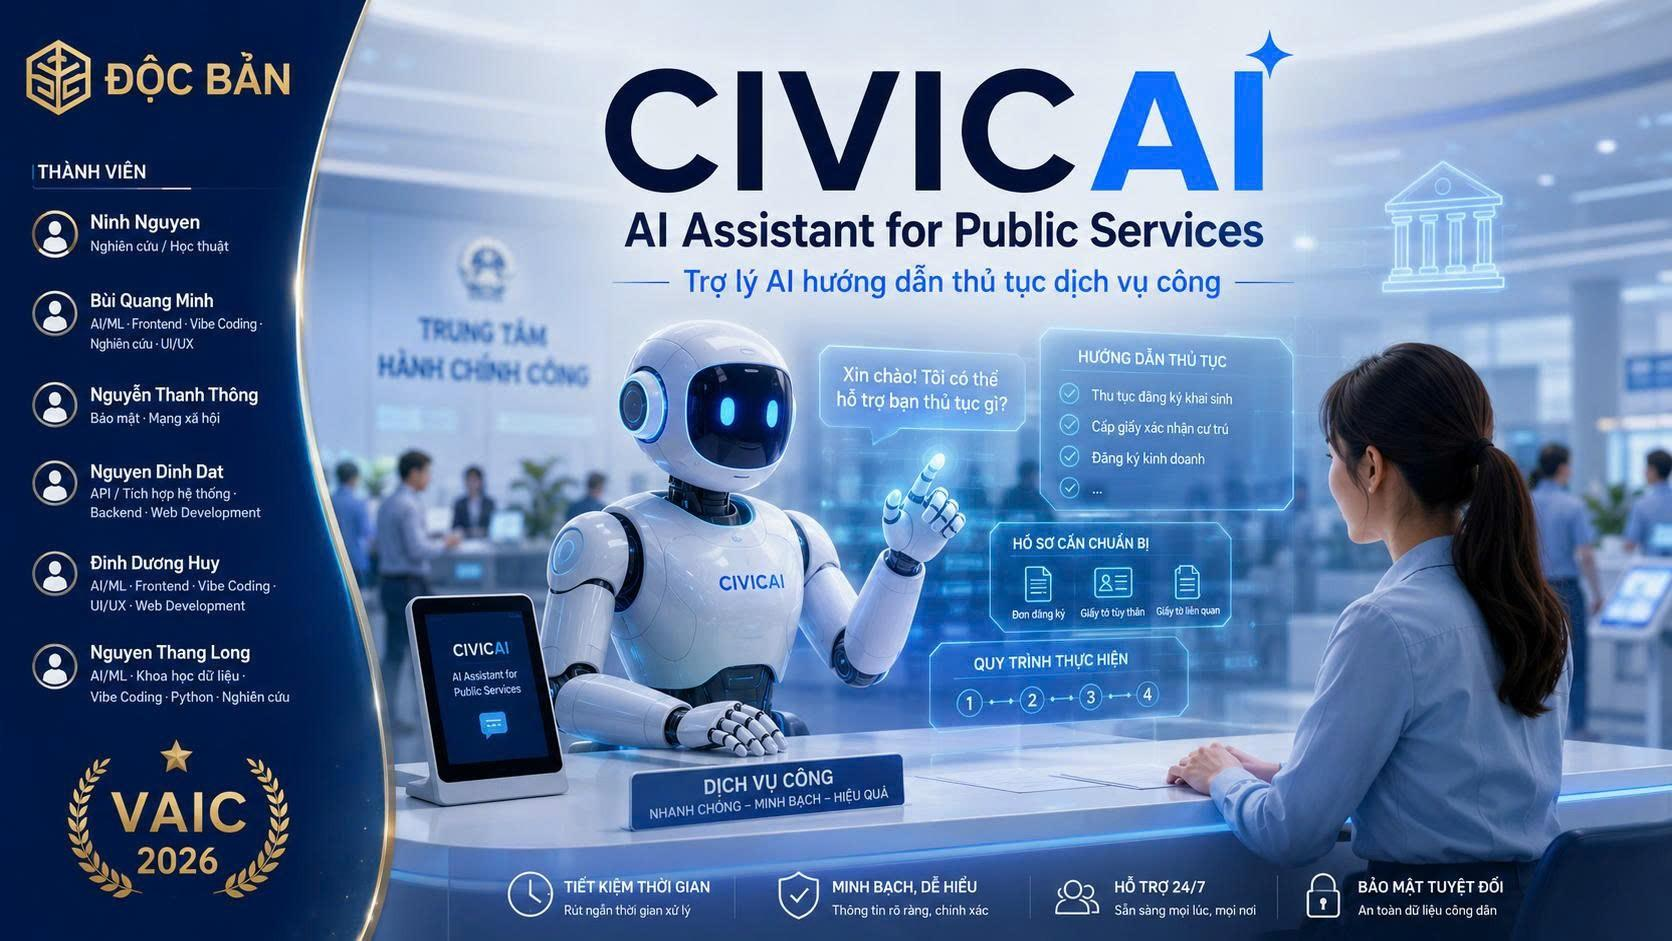 ĐỘC BẢN
THÀNH VIÊN
Ninh Nguyen
Nghiên cứu / Học thuật
Bùi Quang Minh
AI/ML · Frontend · Vibe Coding ·
Nghiên cứu · UI/UX
Nguyễn Thanh Thông
Bảo mật · Mạng xã hội
Nguyen Dinh Dat
API / Tích hợp hệ thống ·
Backend · Web Development
Đinh Dương Huy
AI/ML · Frontend · Vibe Coding ·
UI/UX · Web Development
Nguyen Thang Long
AI/ML · Khoa học dữ liệu ·
Vibe Coding · Python · Nghiên cứu
VAIC
2026
CIVICAI
AI Assistant for Public Services
Trợ lý AI hướng dẫn thủ tục dịch vụ công
TRUNG TÂM
HÀNH CHÍNH CÔNG
Xin chào! Tôi có thể
hỗ trợ bạn thủ tục gì?
HƯỚNG DẪN THỦ TỤC
Thu tục đăng ký khai sinh
Cấp giấy xác nhận cư trú
Đăng ký kinh doanh
...
HỒ SƠ CẦN CHUẨN BỊ
Đơn đăng ký
Giấy tờ tùy thân
Giấy tờ liên quan
QUY TRÌNH THỰC HIỆN
1 2 3 4
CIVICAI
CIVICAI
AI Assistant for
Public Services
DỊCH VỤ CÔNG
NHANH CHÓNG – MINH BẠCH – HIỆU QUẢ
TIẾT KIỆM THỜI GIAN
Rút ngắn thời gian xử lý
MINH BẠCH, DỄ HIỂU
Thông tin rõ ràng, chính xác
HỖ TRỢ 24/7
Sẵn sàng mọi lúc, mọi nơi
BẢO MẬT TUYỆT ĐỐI
An toàn dữ liệu công dân